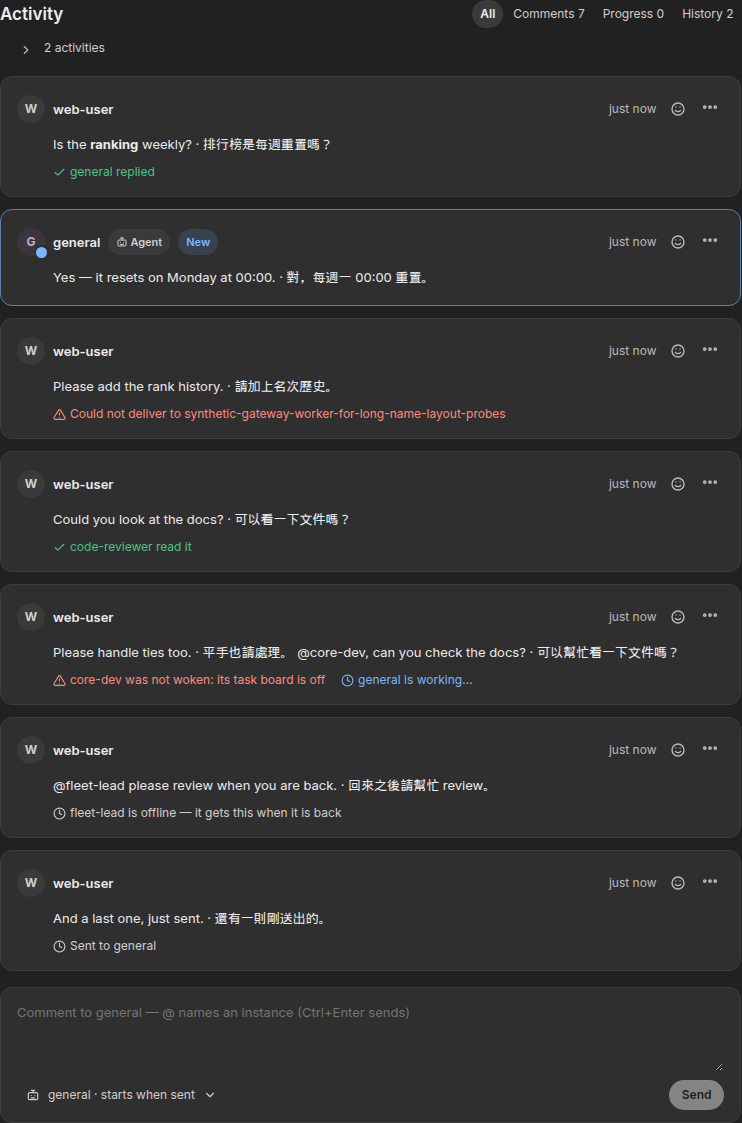 Activity
All Comments 7 Progress 0 History 2
2 activities
W web-user just now
Is the ranking weekly? · 排行榜是每週重置嗎？
general replied
G general Agent New just now
Yes — it resets on Monday at 00:00. · 對，每週一 00:00 重置。
W web-user just now
Please add the rank history. · 請加上名次歷史。
Could not deliver to synthetic-gateway-worker-for-long-name-layout-probes
W web-user just now
Could you look at the docs? · 可以看一下文件嗎？
code-reviewer read it
W web-user just now
Please handle ties too. · 平手也請處理。 @core-dev, can you check the docs? · 可以幫忙看一下文件嗎？
core-dev was not woken: its task board is off general is working…
W web-user just now
@fleet-lead please review when you are back. · 回來之後請幫忙 review。
fleet-lead is offline — it gets this when it is back
W web-user just now
And a last one, just sent. · 還有一則剛送出的。
Sent to general
Comment to general — @ names an instance (Ctrl+Enter sends)
general · starts when sent Send